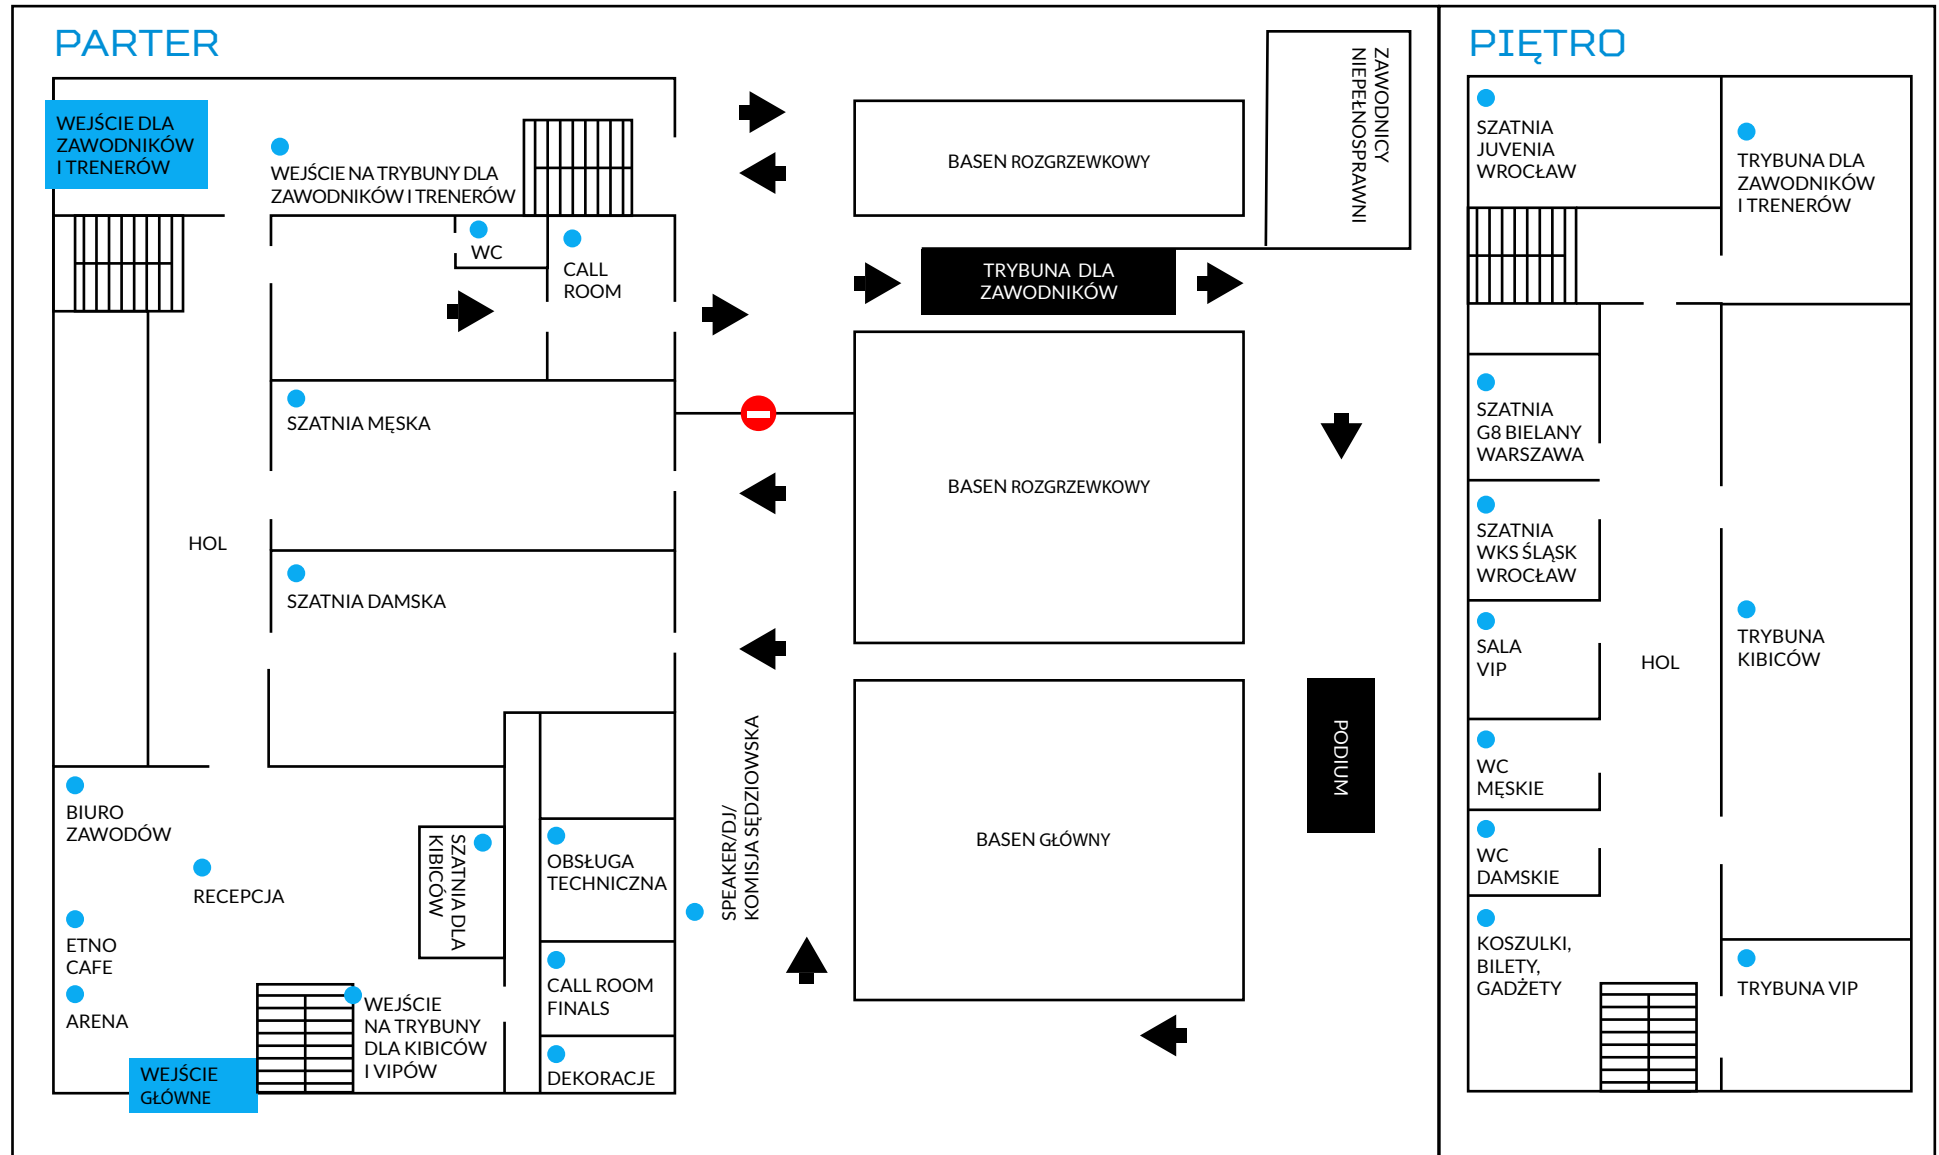 PARTER
WEJŚCIE DLA
ZAWODNIKÓW
I TRENERÓW
WEJŚCIE NA TRYBUNY DLA
ZAWODNIKÓW I TRENERÓW
WC
CALL
ROOM
SZATNIA MĘSKA
HOL
SZATNIA DAMSKA
BIURO
ZAWODÓW
RECEPCJA
ETNO
CAFE
ARENA
WEJŚCIE
GŁÓWNE
SZATNIA DLA
KIBICÓW
WEJŚCIE
NA TRYBUNY
DLA KIBICÓW
I VIPÓW
OBSŁUGA
TECHNICZNA
CALL ROOM
FINALS
DEKORACJE
SPEAKER/DJ/
KOMISJA SĘDZIOWSKA
BASEN ROZGRZEWKOWY
ZAWODNICY
NIEPEŁNOSPRAWNI
TRYBUNA DLA
ZAWODNIKÓW
BASEN ROZGRZEWKOWY
BASEN GŁÓWNY
PODIUM
PIĘTRO
SZATNIA
JUVENIA
WROCŁAW
TRYBUNA DLA
ZAWODNIKÓW
I TRENERÓW
SZATNIA
G8 BIELANY
WARSZAWA
SZATNIA
WKS ŚLĄSK
WROCŁAW
SALA
VIP
HOL
TRYBUNA
KIBICÓW
WC
MĘSKIE
WC
DAMSKIE
KOSZULKI,
BILETY,
GADŻETY
TRYBUNA VIP